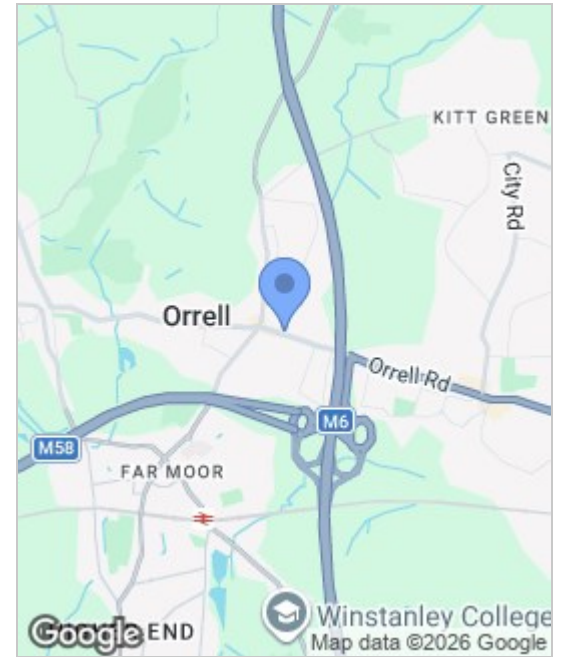 KITT GREEN
City Rd
Orrell
Orrell Rd
M6
M58
FAR MOOR
Winstanley College
Google
END
Map data ©2026 Google